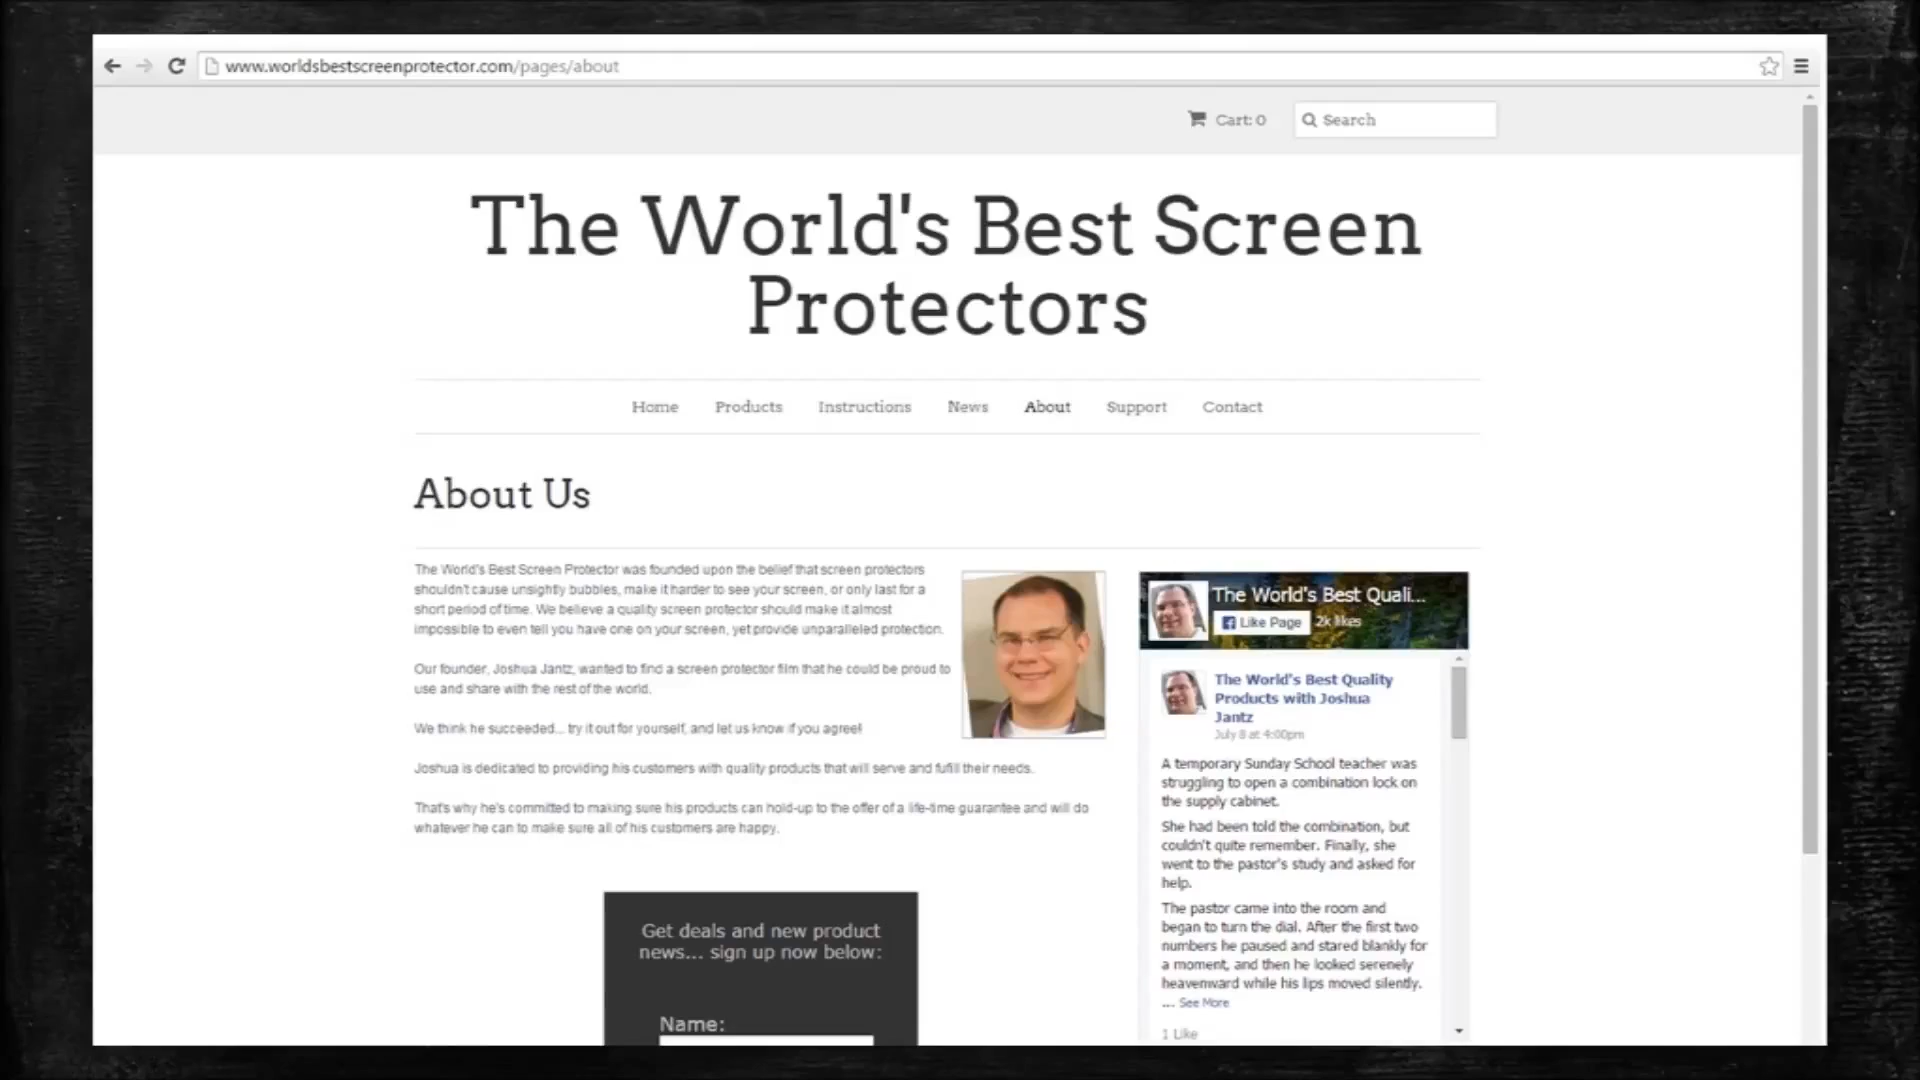 www.worldsbestscreenprotector.com/pages/about
Cart: 0
Search
The World's Best Screen
Protectors
Home Products Instructions News About Support Contact
About Us
The World's Best Screen Protector was founded upon the belief that screen protectors
shouldn't cause unsightly bubbles, make it harder to see your screen, or only last for a
short period of time. We believe a quality screen protector should make it almost
impossible to even tell you have one on your screen, yet provide unparalleled protection.
Our founder, Joshua Jantz, wanted to find a screen protector film that he could be proud to
use and share with the rest of the world.
We think he succeeded... try it out for yourself, and let us know if you agree!
Joshua is dedicated to providing his customers with quality products that will serve and fulfill their needs.
That's why he's committed to making sure his products can hold-up to the offer of a life-time guarantee and will do
whatever he can to make sure all of his customers are happy.
Get deals and new product
news... sign up now below:
Name:
The World's Best Quali...
Like Page
2k likes
The World's Best Quality
Products with Joshua
Jantz
July 8 at 4:00pm
A temporary Sunday School teacher was
struggling to open a combination lock on
the supply cabinet.
She had been told the combination, but
couldn't quite remember. Finally, she
went to the pastor's study and asked for
help.
The pastor came into the room and
began to turn the dial. After the first two
numbers he paused and stared blankly for
a moment, and then he looked serenely
heavenward while his lips moved silently.
... See More
1 Like